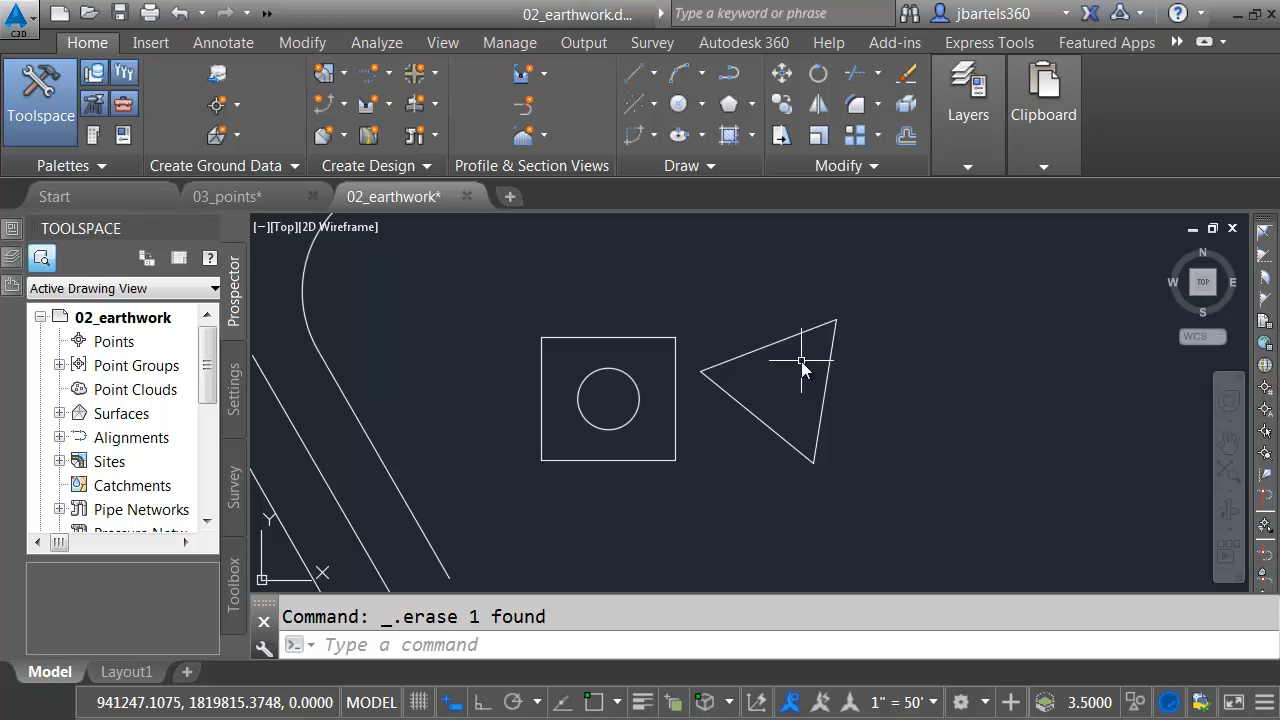 C3D
02_earthwork.d...
Type a keyword or phrase
jbartels360
Home
Insert
Annotate
Modify
Analyze
View
Manage
Output
Survey
Autodesk 360
Help
Add-ins
Express Tools
Featured Apps
Toolspace
Layers
Clipboard
Palettes
Create Ground Data
Create Design
Profile & Section Views
Draw
Modify
Start
03_points*
02_earthwork*
TOOLSPACE
Active Drawing View
02_earthwork
Points
Point Groups
Point Clouds
Surfaces
Alignments
Sites
Catchments
Pipe Networks
Prospector
Settings
Survey
Toolbox
[−][Top][2D Wireframe]
N
W
TOP
E
S
WCS
Y
X
Command: _.erase 1 found
Type a command
Model
Layout1
941247.1075, 1819815.3748, 0.0000
MODEL
1" = 50'
3.5000